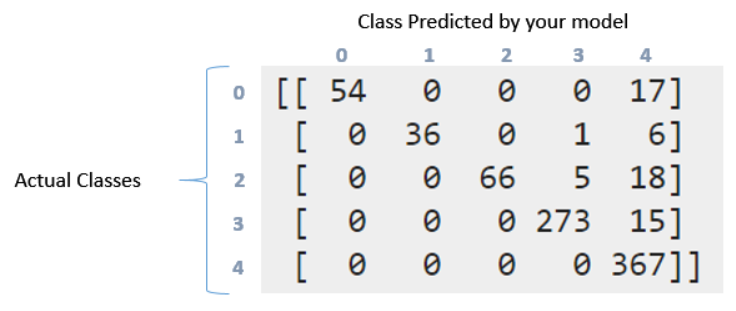 Class Predicted by your model
0 1 2 3 4
0 [[ 54 0 0 0 17]
1 [ 0 36 0 1 6]
Actual Classes 2 [ 0 0 66 5 18]
3 [ 0 0 0 273 15]
4 [ 0 0 0 0 367]]